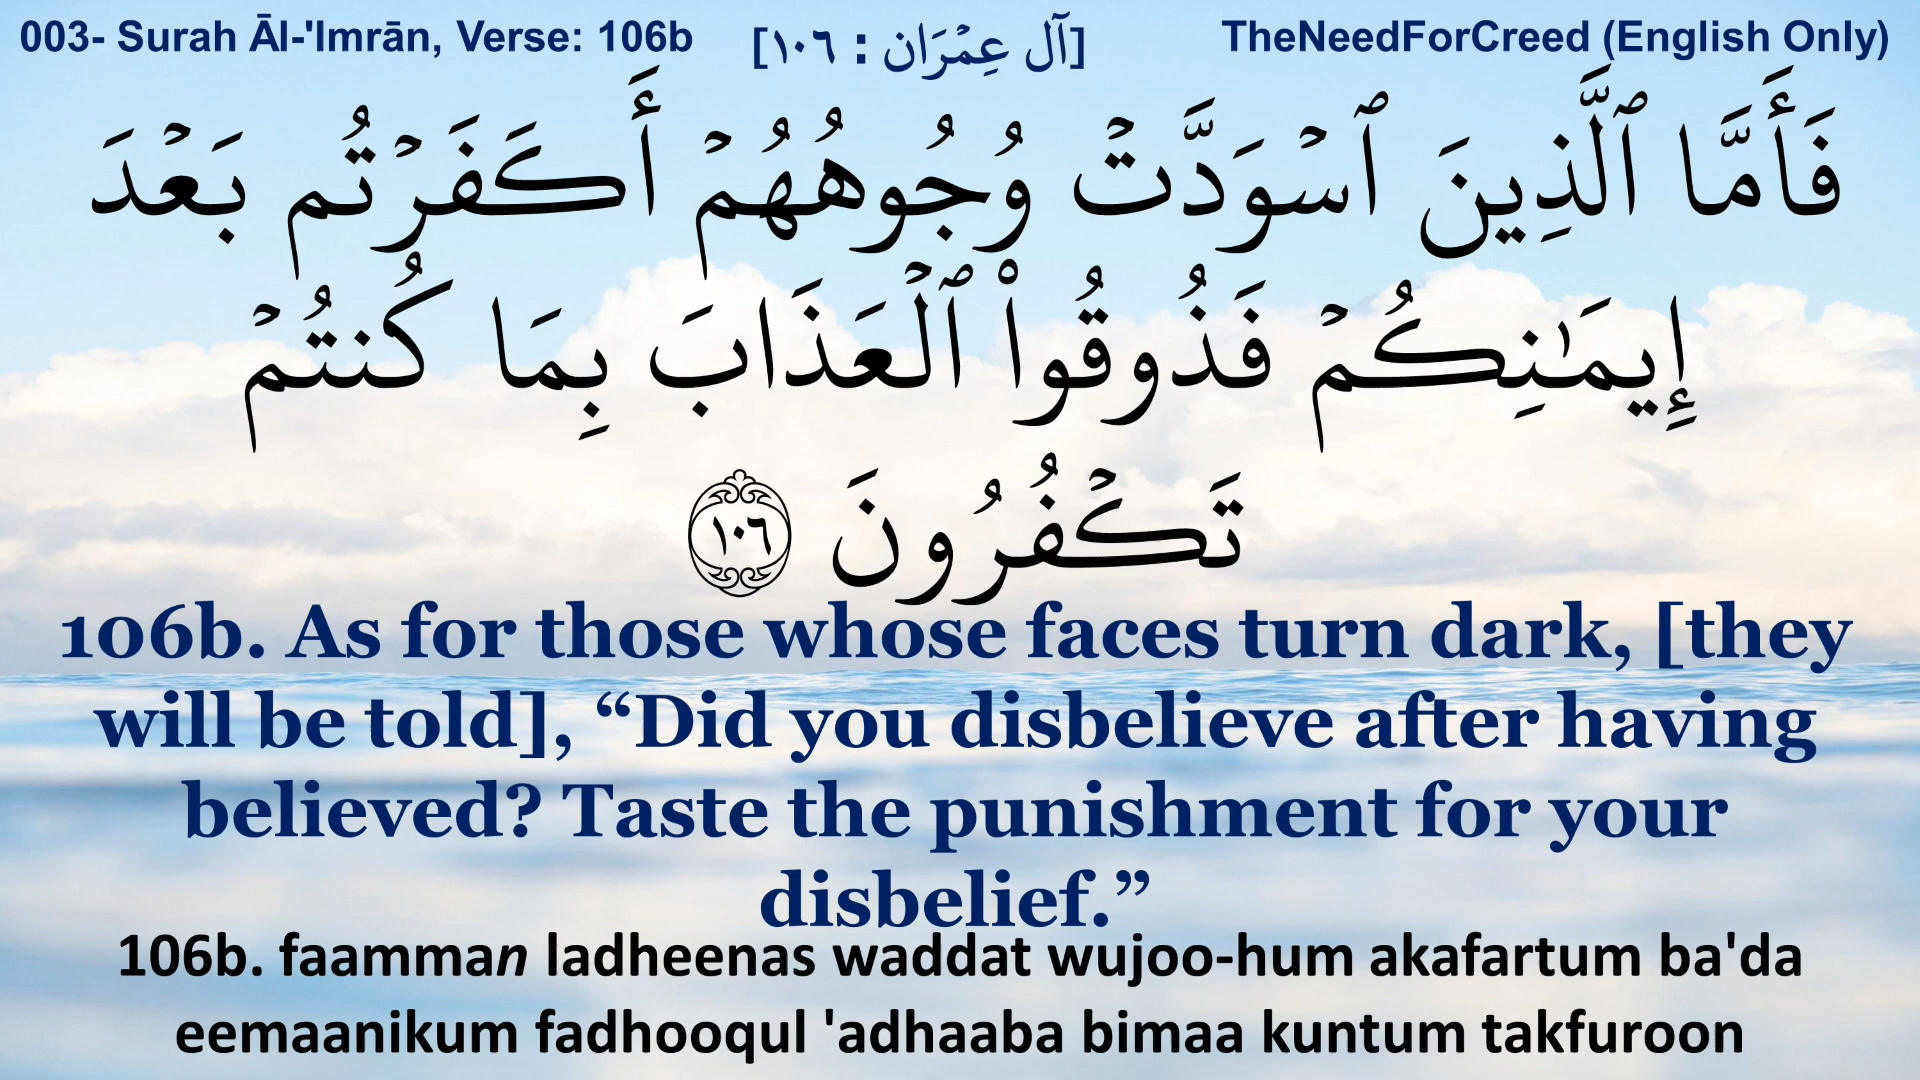 003- Surah Āl-'Imrān, Verse: 106b [آل عِمۡرَان : ١٠٦] TheNeedForCreed (English Only)
فَأَمَّا ٱلَّذِينَ ٱسۡوَدَّتۡ وُجُوهُهُمۡ أَكَفَرۡتُم بَعۡدَ
إِيمَٰنِكُمۡ فَذُوقُواْ ٱلۡعَذَابَ بِمَا كُنتُمۡ
تَكۡفُرُونَ ١٠٦
106b. As for those whose faces turn dark, [they
will be told], “Did you disbelieve after having
believed? Taste the punishment for your
disbelief.”
106b. faamman ladheenas waddat wujoo-hum akafartum ba'da
eemaanikum fadhooqul 'adhaaba bimaa kuntum takfuroon